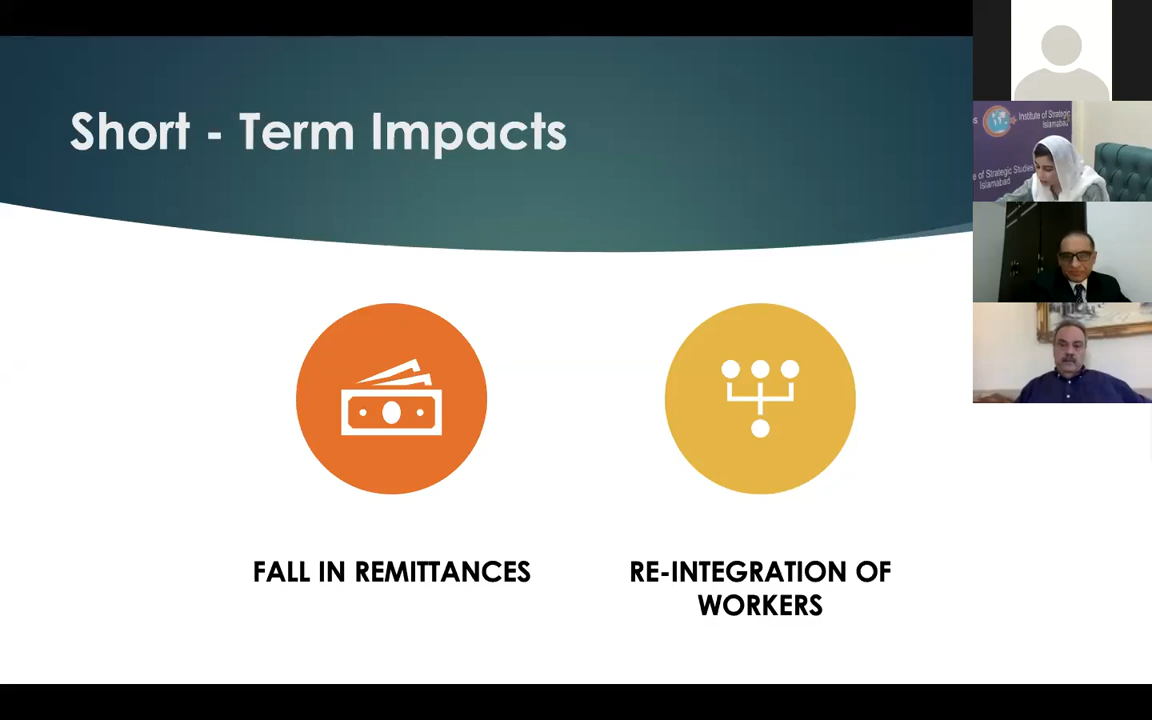 Short - Term Impacts
FALL IN REMITTANCES
RE-INTEGRATION OF
WORKERS
Institute of Strategic
Islamabad
e of Strategic Studies
Islamabad